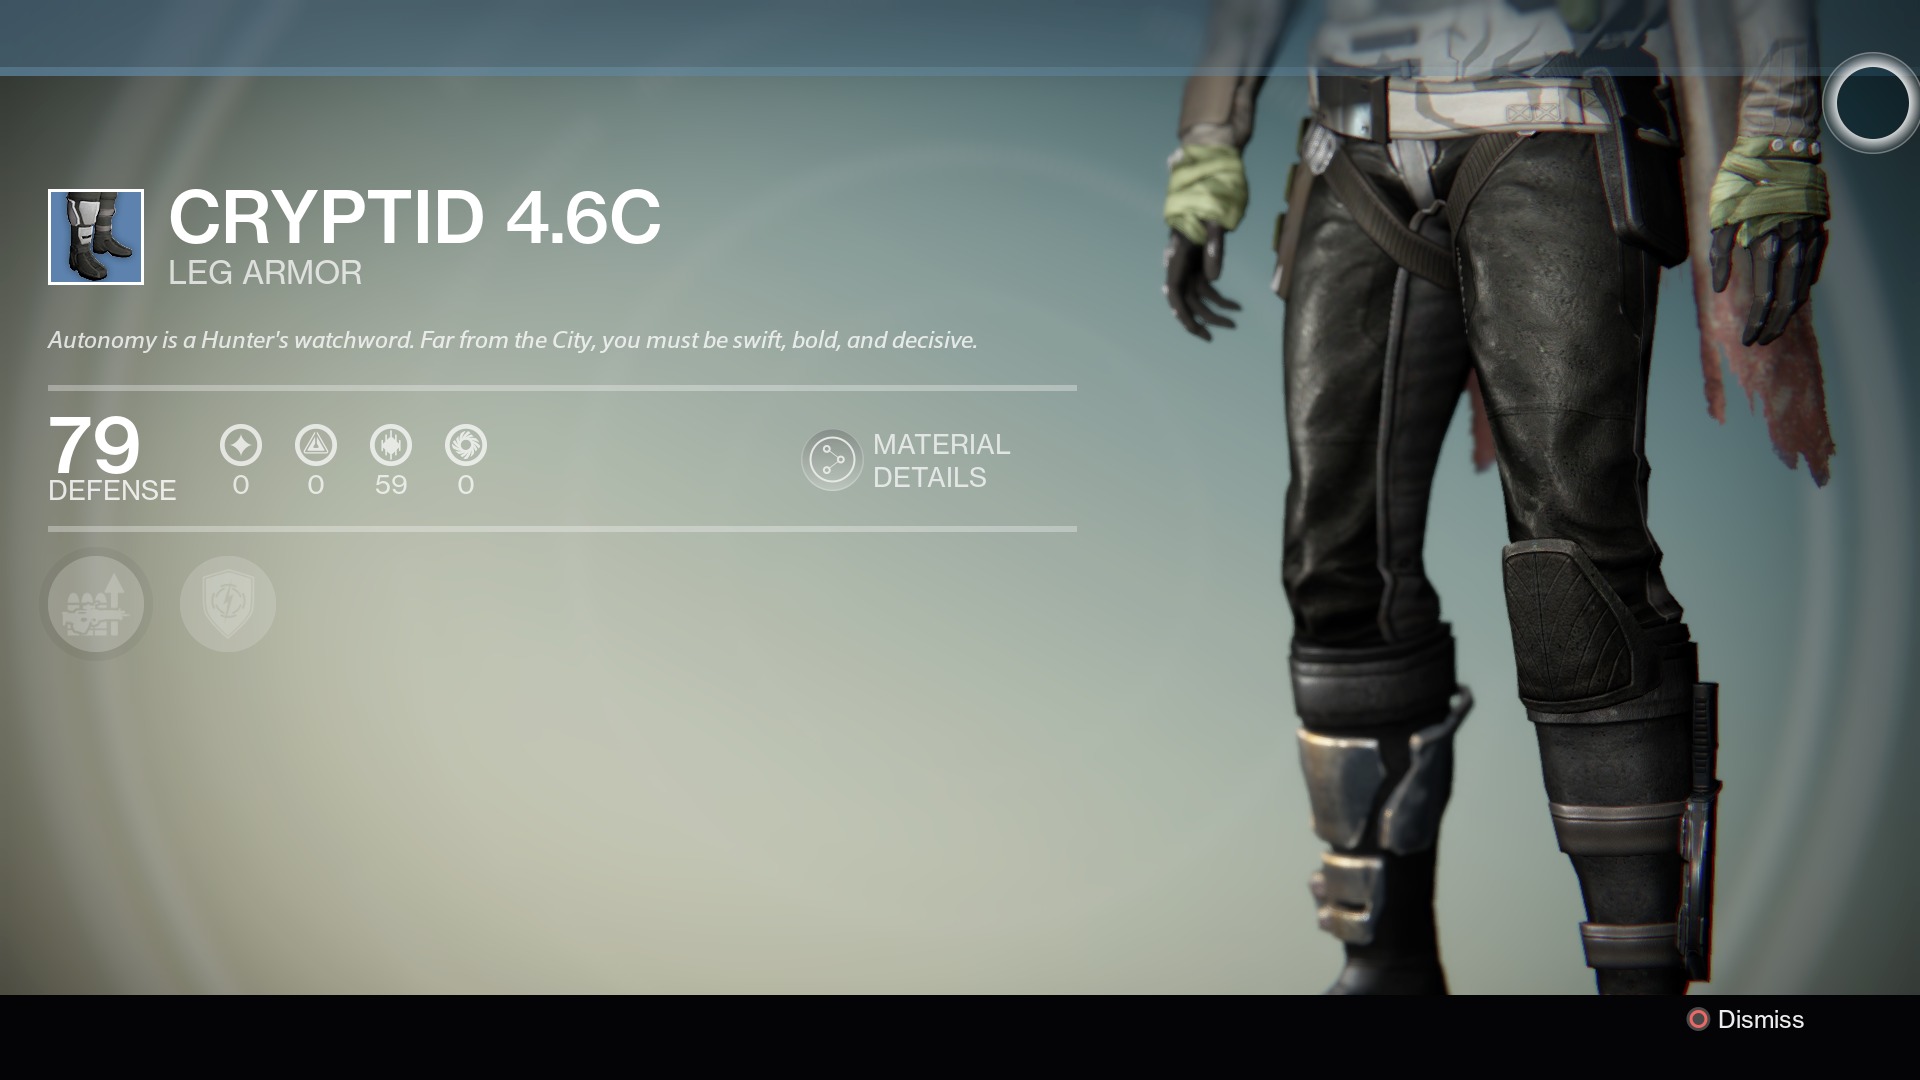 CRYPTID 4.6C
LEG ARMOR
Autonomy is a Hunter's watchword. Far from the City, you must be swift, bold, and decisive.
79
DEFENSE
0 0 59 0
MATERIAL
DETAILS
Dismiss